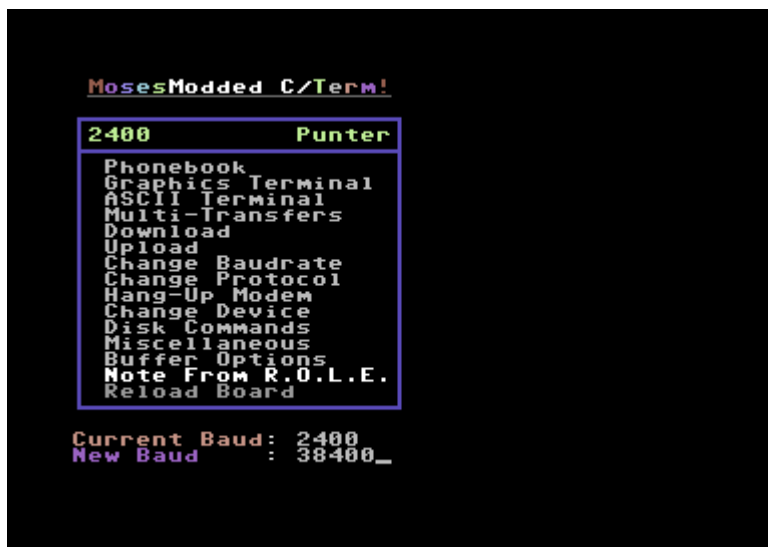 MosesModded C/Term!
2400 Punter
Phonebook
Graphics Terminal
ASCII Terminal
Multi-Transfers
Download
Upload
Change Baudrate
Change Protocol
Hang-Up Modem
Change Device
Disk Commands
Miscellaneous
Buffer Options
Note From R.O.L.E.
Reload Board
Current Baud: 2400
New Baud : 38400_